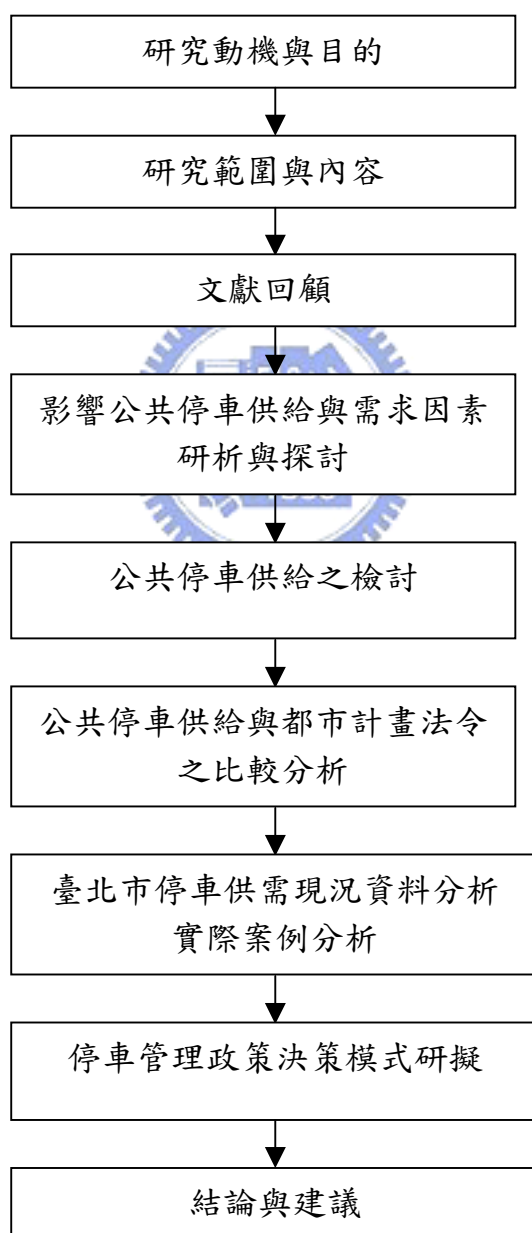 研究動機與目的
研究範圍與內容
文獻回顧
影響公共停車供給與需求因素
研析與探討
公共停車供給之檢討
公共停車供給與都市計畫法令
之比較分析
臺北市停車供需現況資料分析
實際案例分析
停車管理政策決策模式研擬
結論與建議